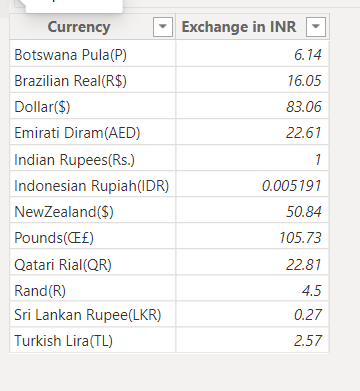 Currency Exchange in INR
Botswana Pula(P) 6.14
Brazilian Real(R$) 16.05
Dollar($) 83.06
Emirati Diram(AED) 22.61
Indian Rupees(Rs.) 1
Indonesian Rupiah(IDR) 0.005191
NewZealand($) 50.84
Pounds(Œ£) 105.73
Qatari Rial(QR) 22.81
Rand(R) 4.5
Sri Lankan Rupee(LKR) 0.27
Turkish Lira(TL) 2.57